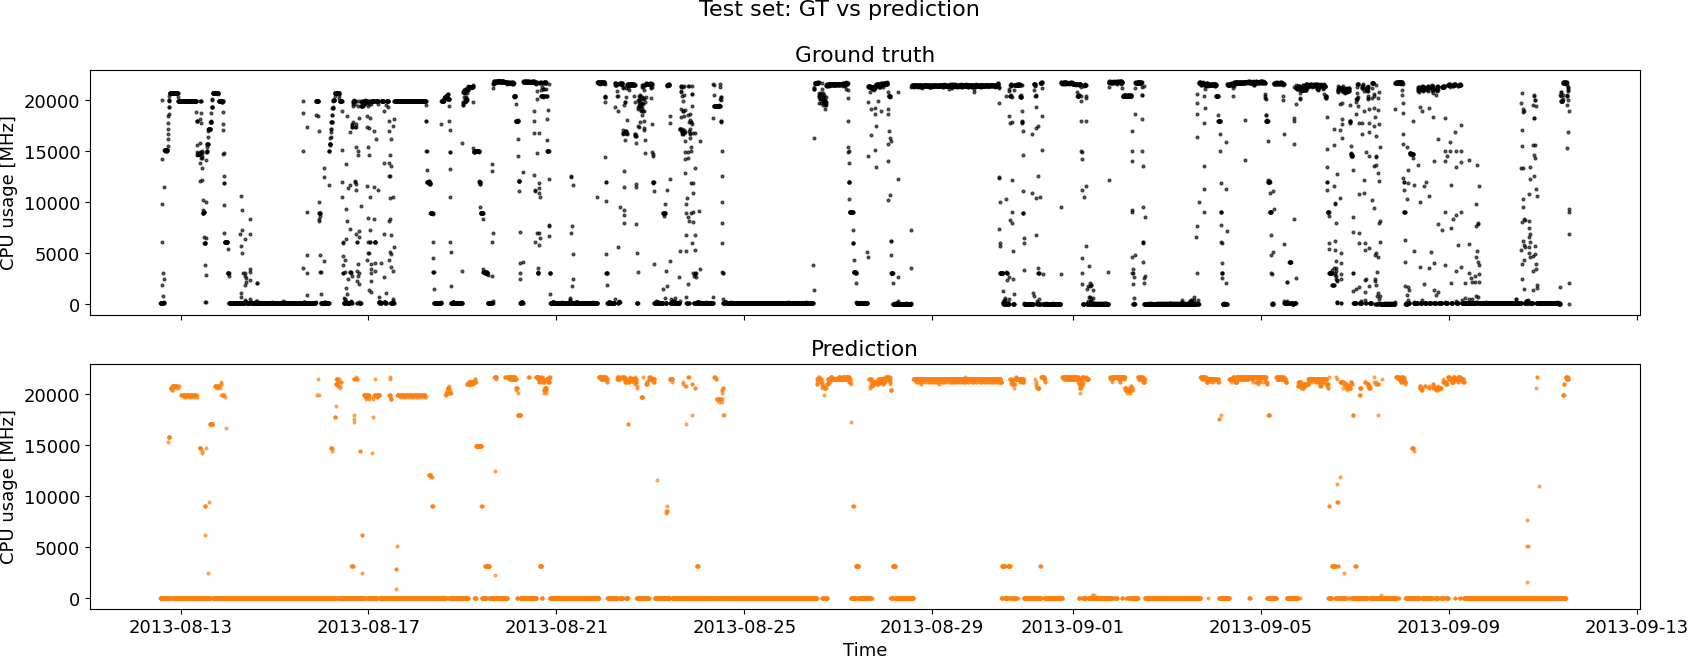 Test set: GT vs prediction
Ground truth
CPU usage [MHz]
20000
15000
10000
5000
0
Prediction
CPU usage [MHz]
20000
15000
10000
5000
0
2013-08-13 2013-08-17 2013-08-21 2013-08-25 2013-08-29 2013-09-01 2013-09-05 2013-09-09 2013-09-13
Time